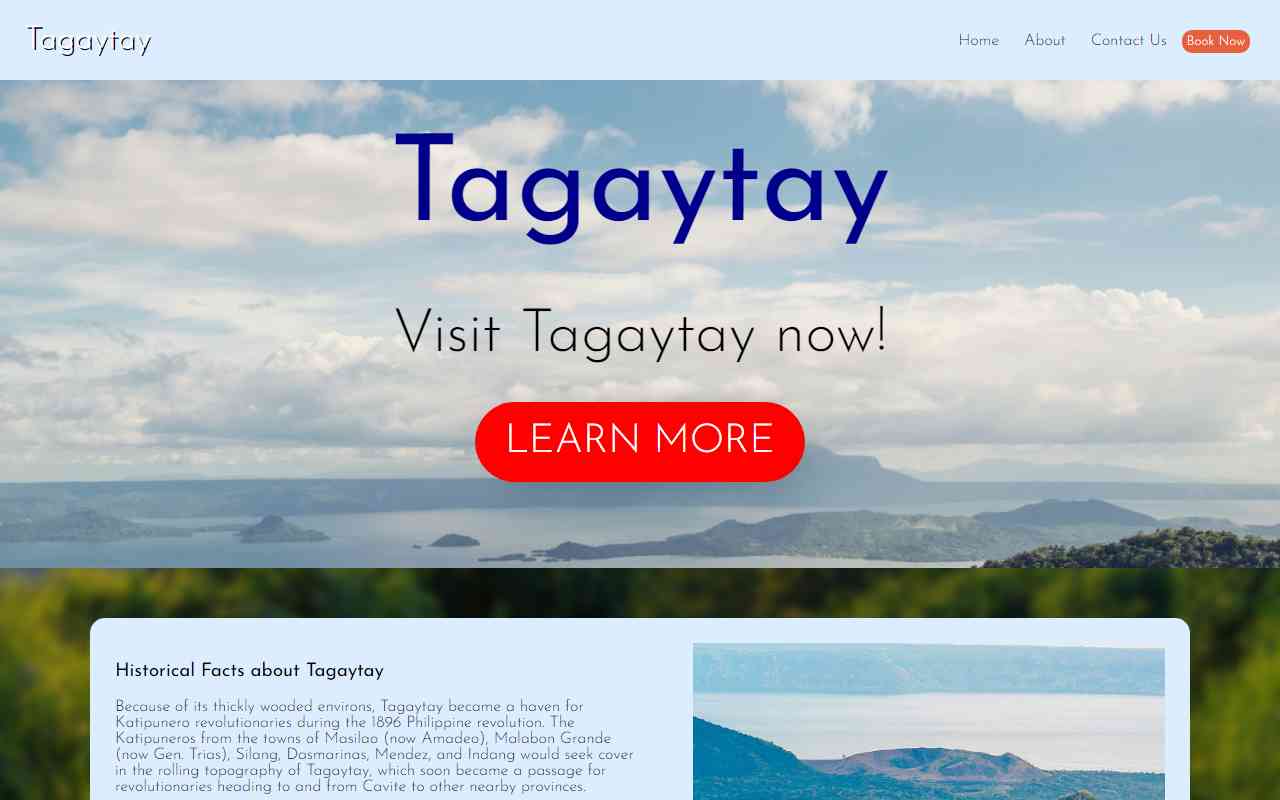 Tagaytay
Home
About
Contact Us
Book Now
Tagaytay
Visit Tagaytay now!
LEARN MORE
Historical Facts about Tagaytay
Because of its thickly wooded environs, Tagaytay became a haven for
Katipunero revolutionaries during the 1896 Philippine revolution. The
Katipuneros from the towns of Masilao (now Amadeo), Malabon Grande
(now Gen. Trias), Silang, Dasmarinas, Mendez, and Indang would seek cover
in the rolling topography of Tagaytay, which soon became a passage for
revolutionaries heading to and from Cavite to other nearby provinces.